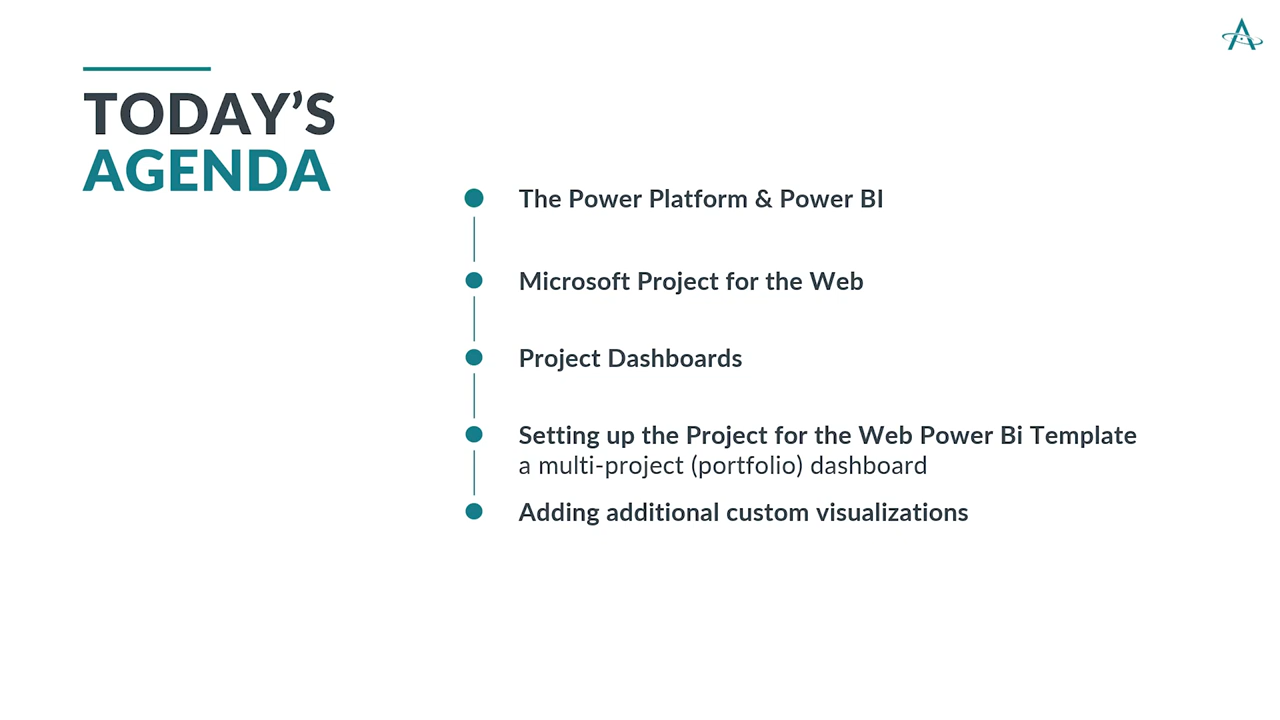 TODAY’S
AGENDA
The Power Platform & Power BI
Microsoft Project for the Web
Project Dashboards
Setting up the Project for the Web Power Bi Template
a multi-project (portfolio) dashboard
Adding additional custom visualizations